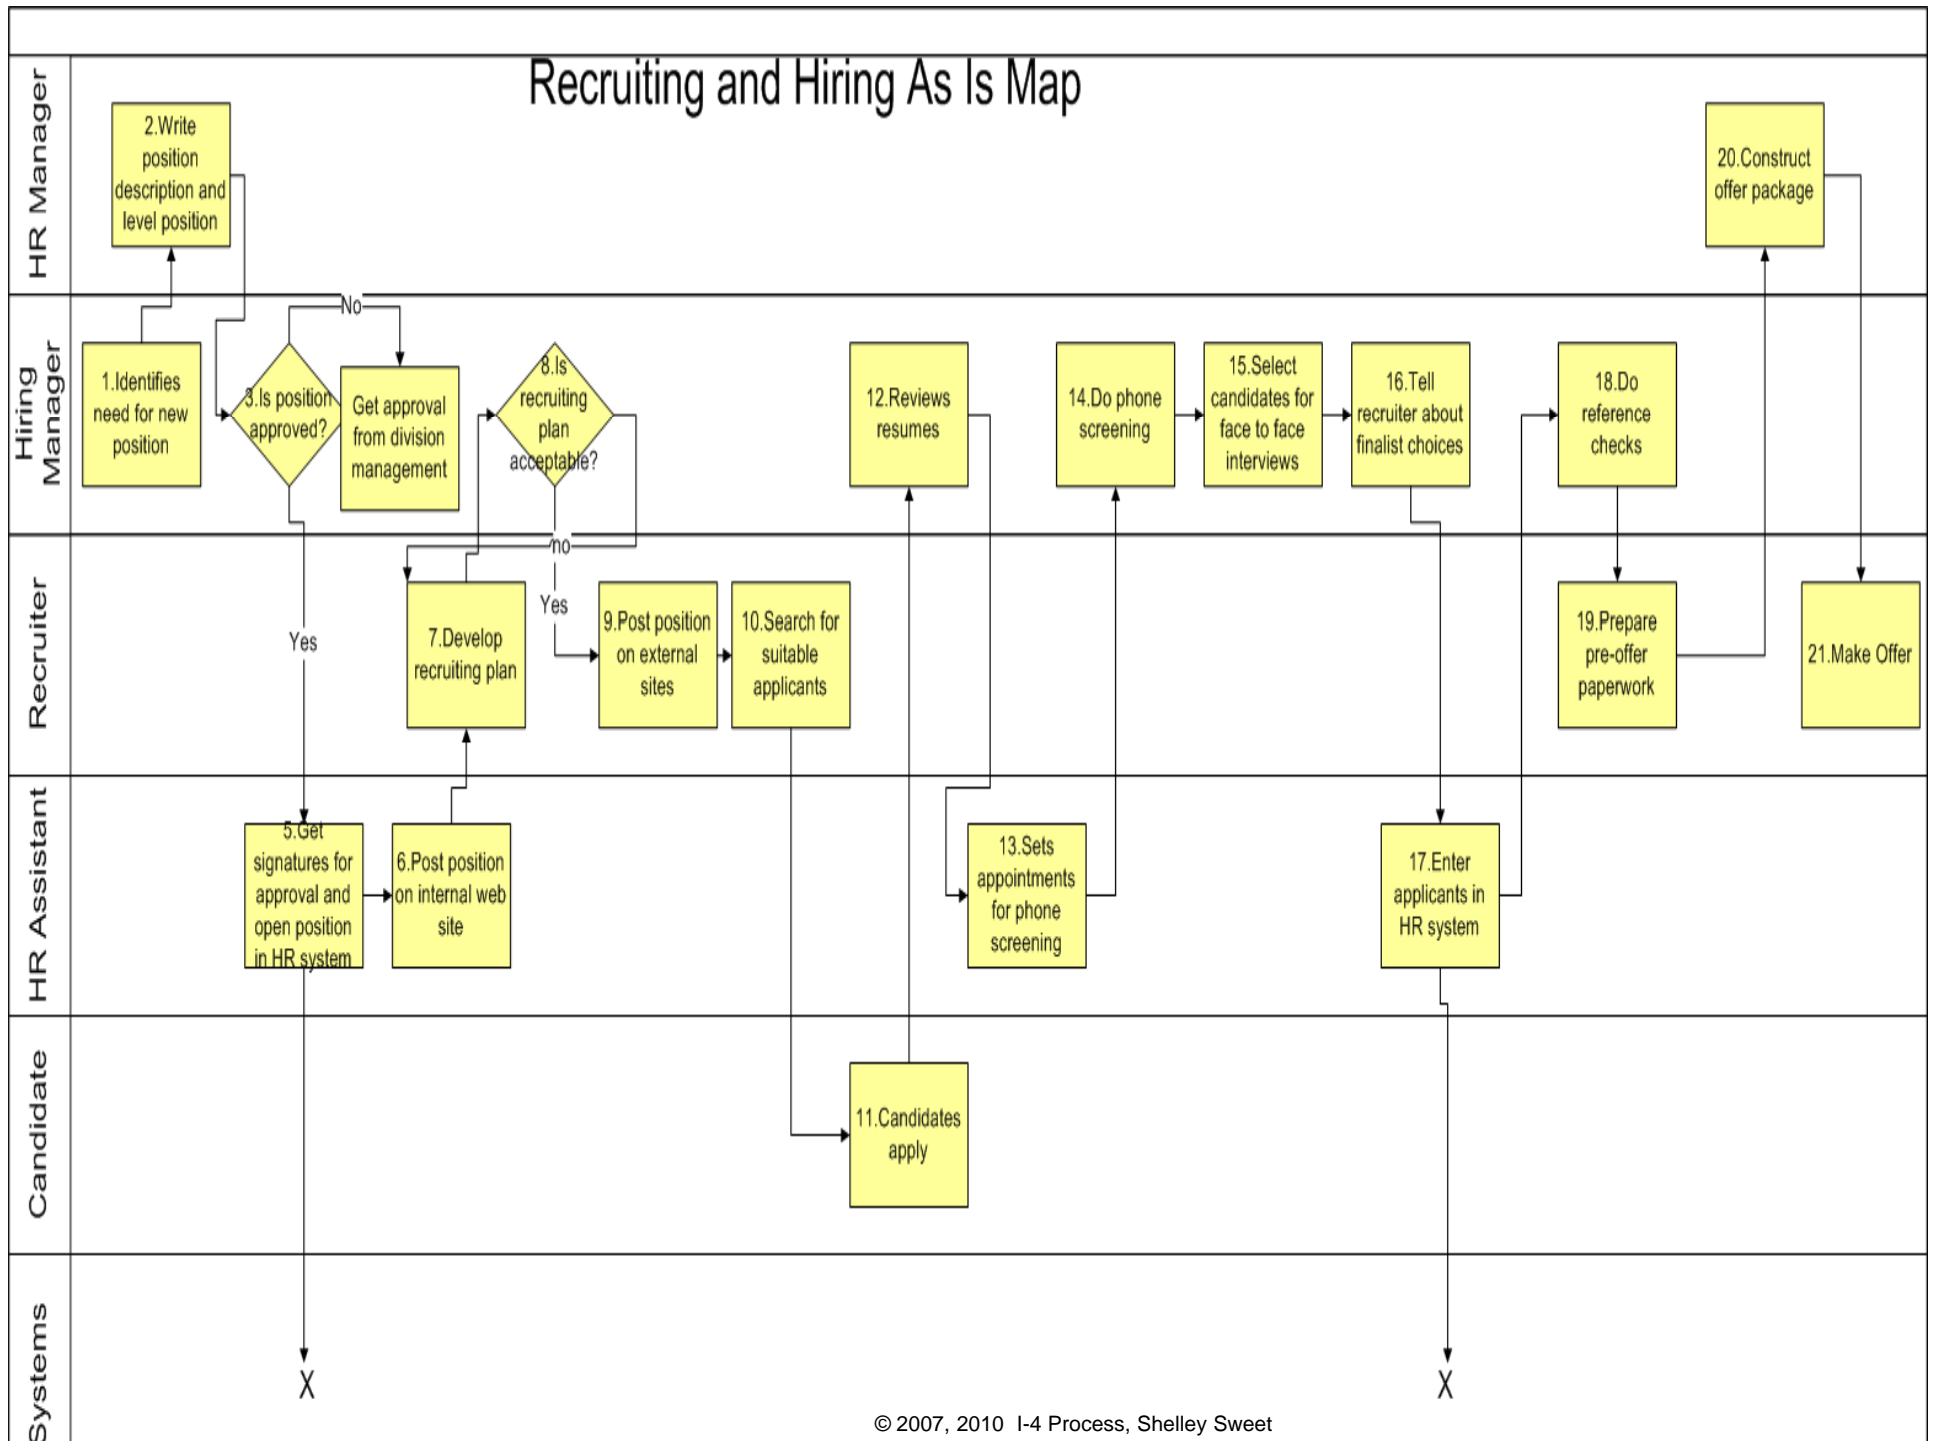 Recruiting and Hiring As Is Map
HR Manager
2.Write
position
description and
level position
20.Construct
offer package
Hiring
Manager
1.Identifies
need for new
position
3.Is position
approved?
No
Get approval
from division
management
8.Is
recruiting
plan
acceptable?
12.Reviews
resumes
14.Do phone
screening
15.Select
candidates for
face to face
interviews
16.Tell
recruiter about
finalist choices
18.Do
reference
checks
Recruiter
Yes
7.Develop
recruiting plan
no
Yes
9.Post position
on external
sites
10.Search for
suitable
applicants
19.Prepare
pre-offer
paperwork
21.Make Offer
HR Assistant
5.Get
signatures for
approval and
open position
in HR system
6.Post position
on internal web
site
13.Sets
appointments
for phone
screening
17.Enter
applicants in
HR system
Candidate
11.Candidates
apply
Systems
X
X
© 2007, 2010 I-4 Process, Shelley Sweet